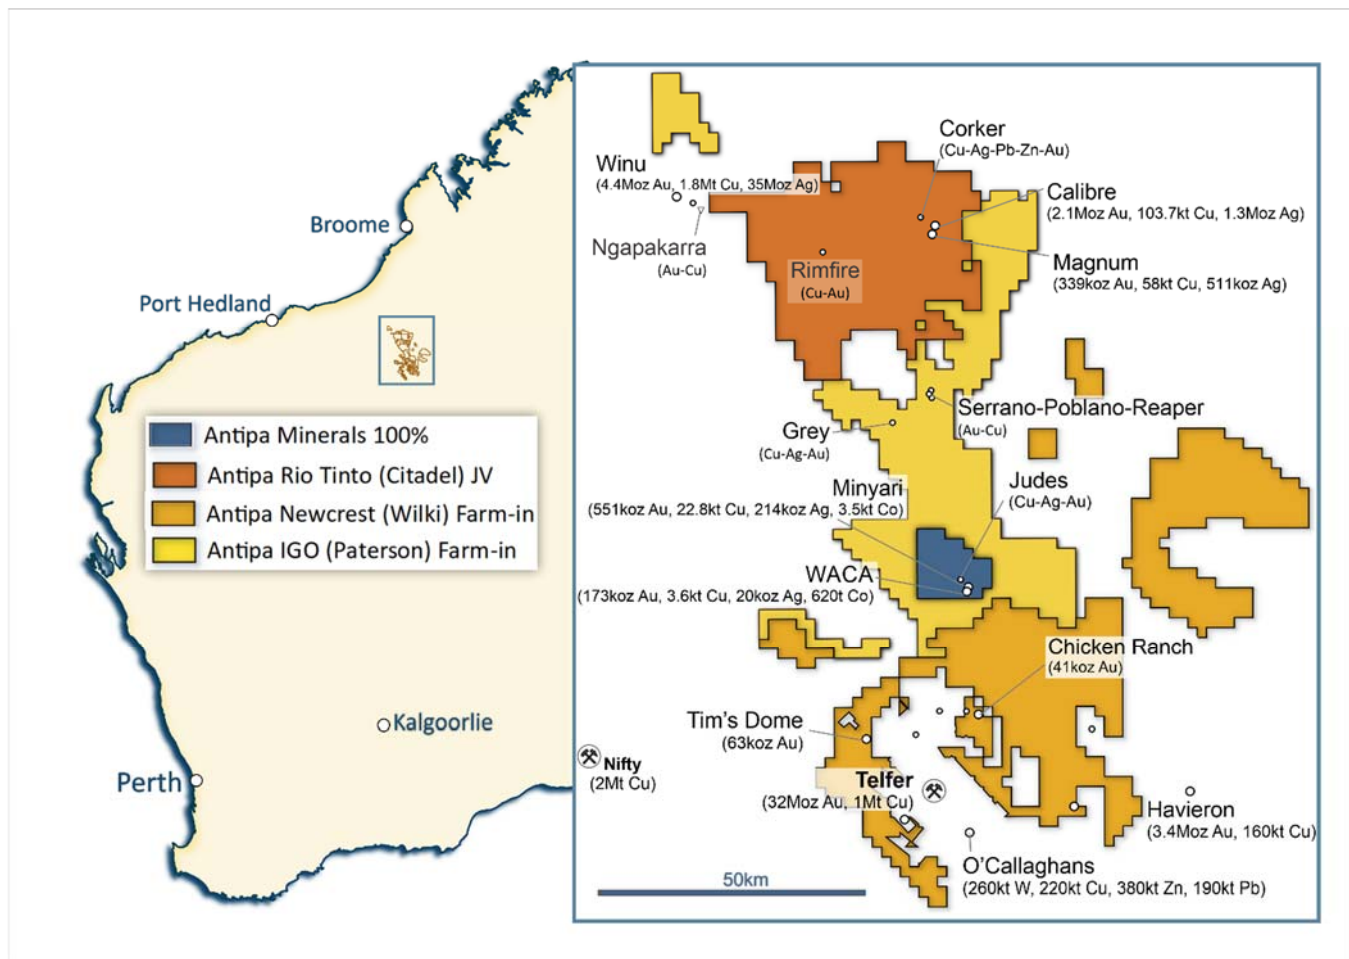 Broome
Port Hedland
Kalgoorlie
Perth
Antipa Minerals 100%
Antipa Rio Tinto (Citadel) JV
Antipa Newcrest (Wilki) Farm-in
Antipa IGO (Paterson) Farm-in
Corker
(Cu-Ag-Pb-Zn-Au)
Winu
(4.4Moz Au, 1.8Mt Cu, 35Moz Ag)
Calibre
(2.1Moz Au, 103.7kt Cu, 1.3Moz Ag)
Ngapakarra
(Au-Cu)
Rimfire
(Cu-Au)
Magnum
(339koz Au, 58kt Cu, 511koz Ag)
Serrano-Poblano-Reaper
(Au-Cu)
Grey
(Cu-Ag-Au)
Judes
(Cu-Ag-Au)
Minyari
(551koz Au, 22.8kt Cu, 214koz Ag, 3.5kt Co)
WACA
(173koz Au, 3.6kt Cu, 20koz Ag, 620t Co)
Chicken Ranch
(41koz Au)
Tim's Dome
(63koz Au)
Nifty
(2Mt Cu)
Telfer
(32Moz Au, 1Mt Cu)
Havieron
(3.4Moz Au, 160kt Cu)
O'Callaghans
(260kt W, 220kt Cu, 380kt Zn, 190kt Pb)
50km